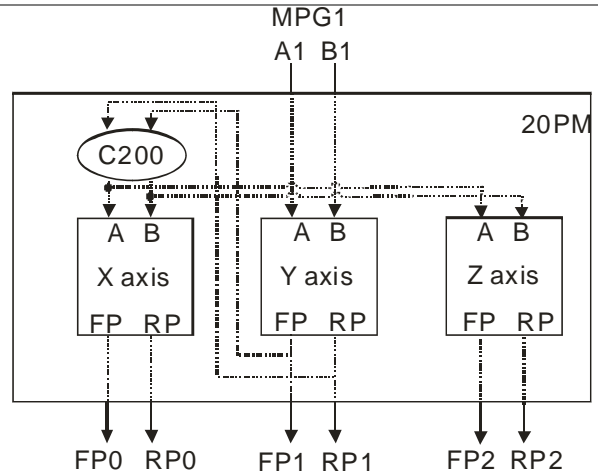 MPG1
A1 B1
20PM
C200
A B A B A B
X axis Y axis Z axis
FP RP FP RP FP RP
FP0 RP0 FP1 RP1 FP2 RP2